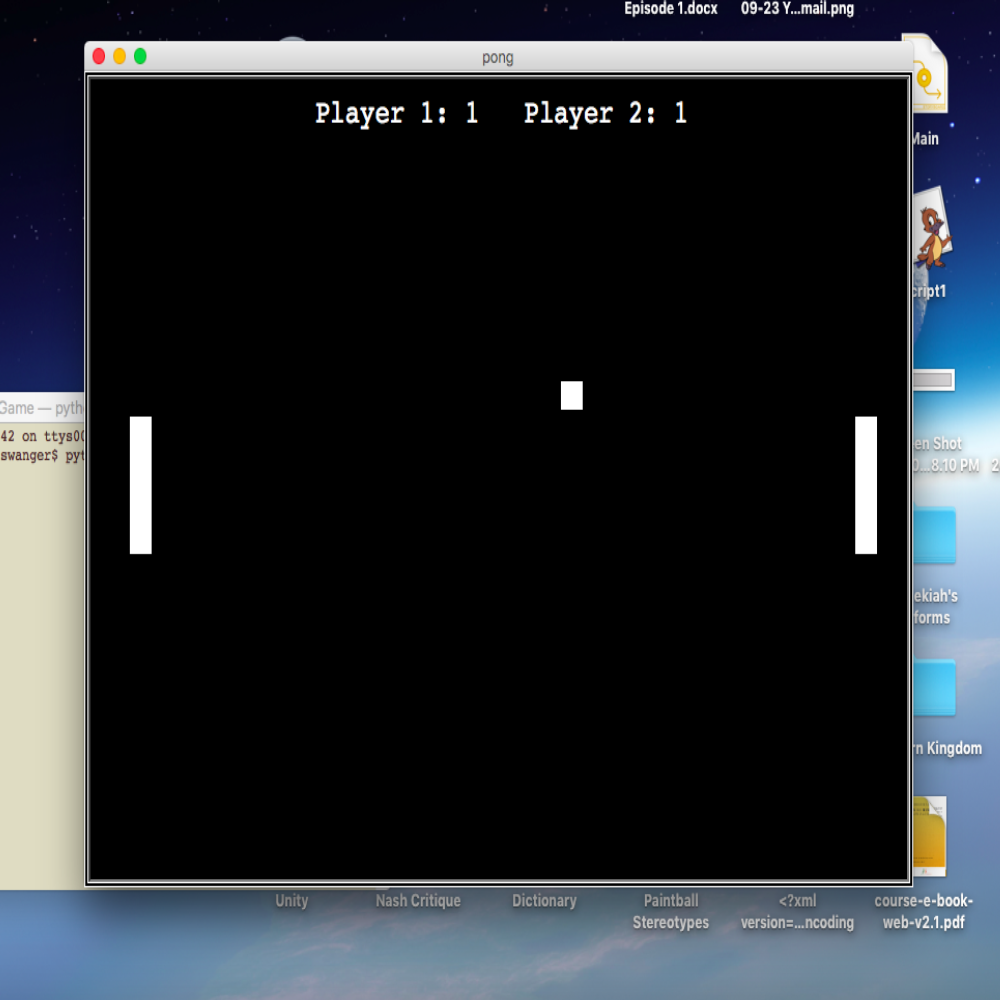 Episode 1.docx
09-23 Y...mail.png
pong
Player 1: 1 Player 2: 1
Main
cript1
Game — pyth
42 on ttys00
swanger$ pyt
en Shot
0...8.10 PM
2
ekiah's
forms
rn Kingdom
Unity
Nash Critique
Dictionary
Paintball
Stereotypes
<?xml
version=...ncoding
course-e-book-
web-v2.1.pdf